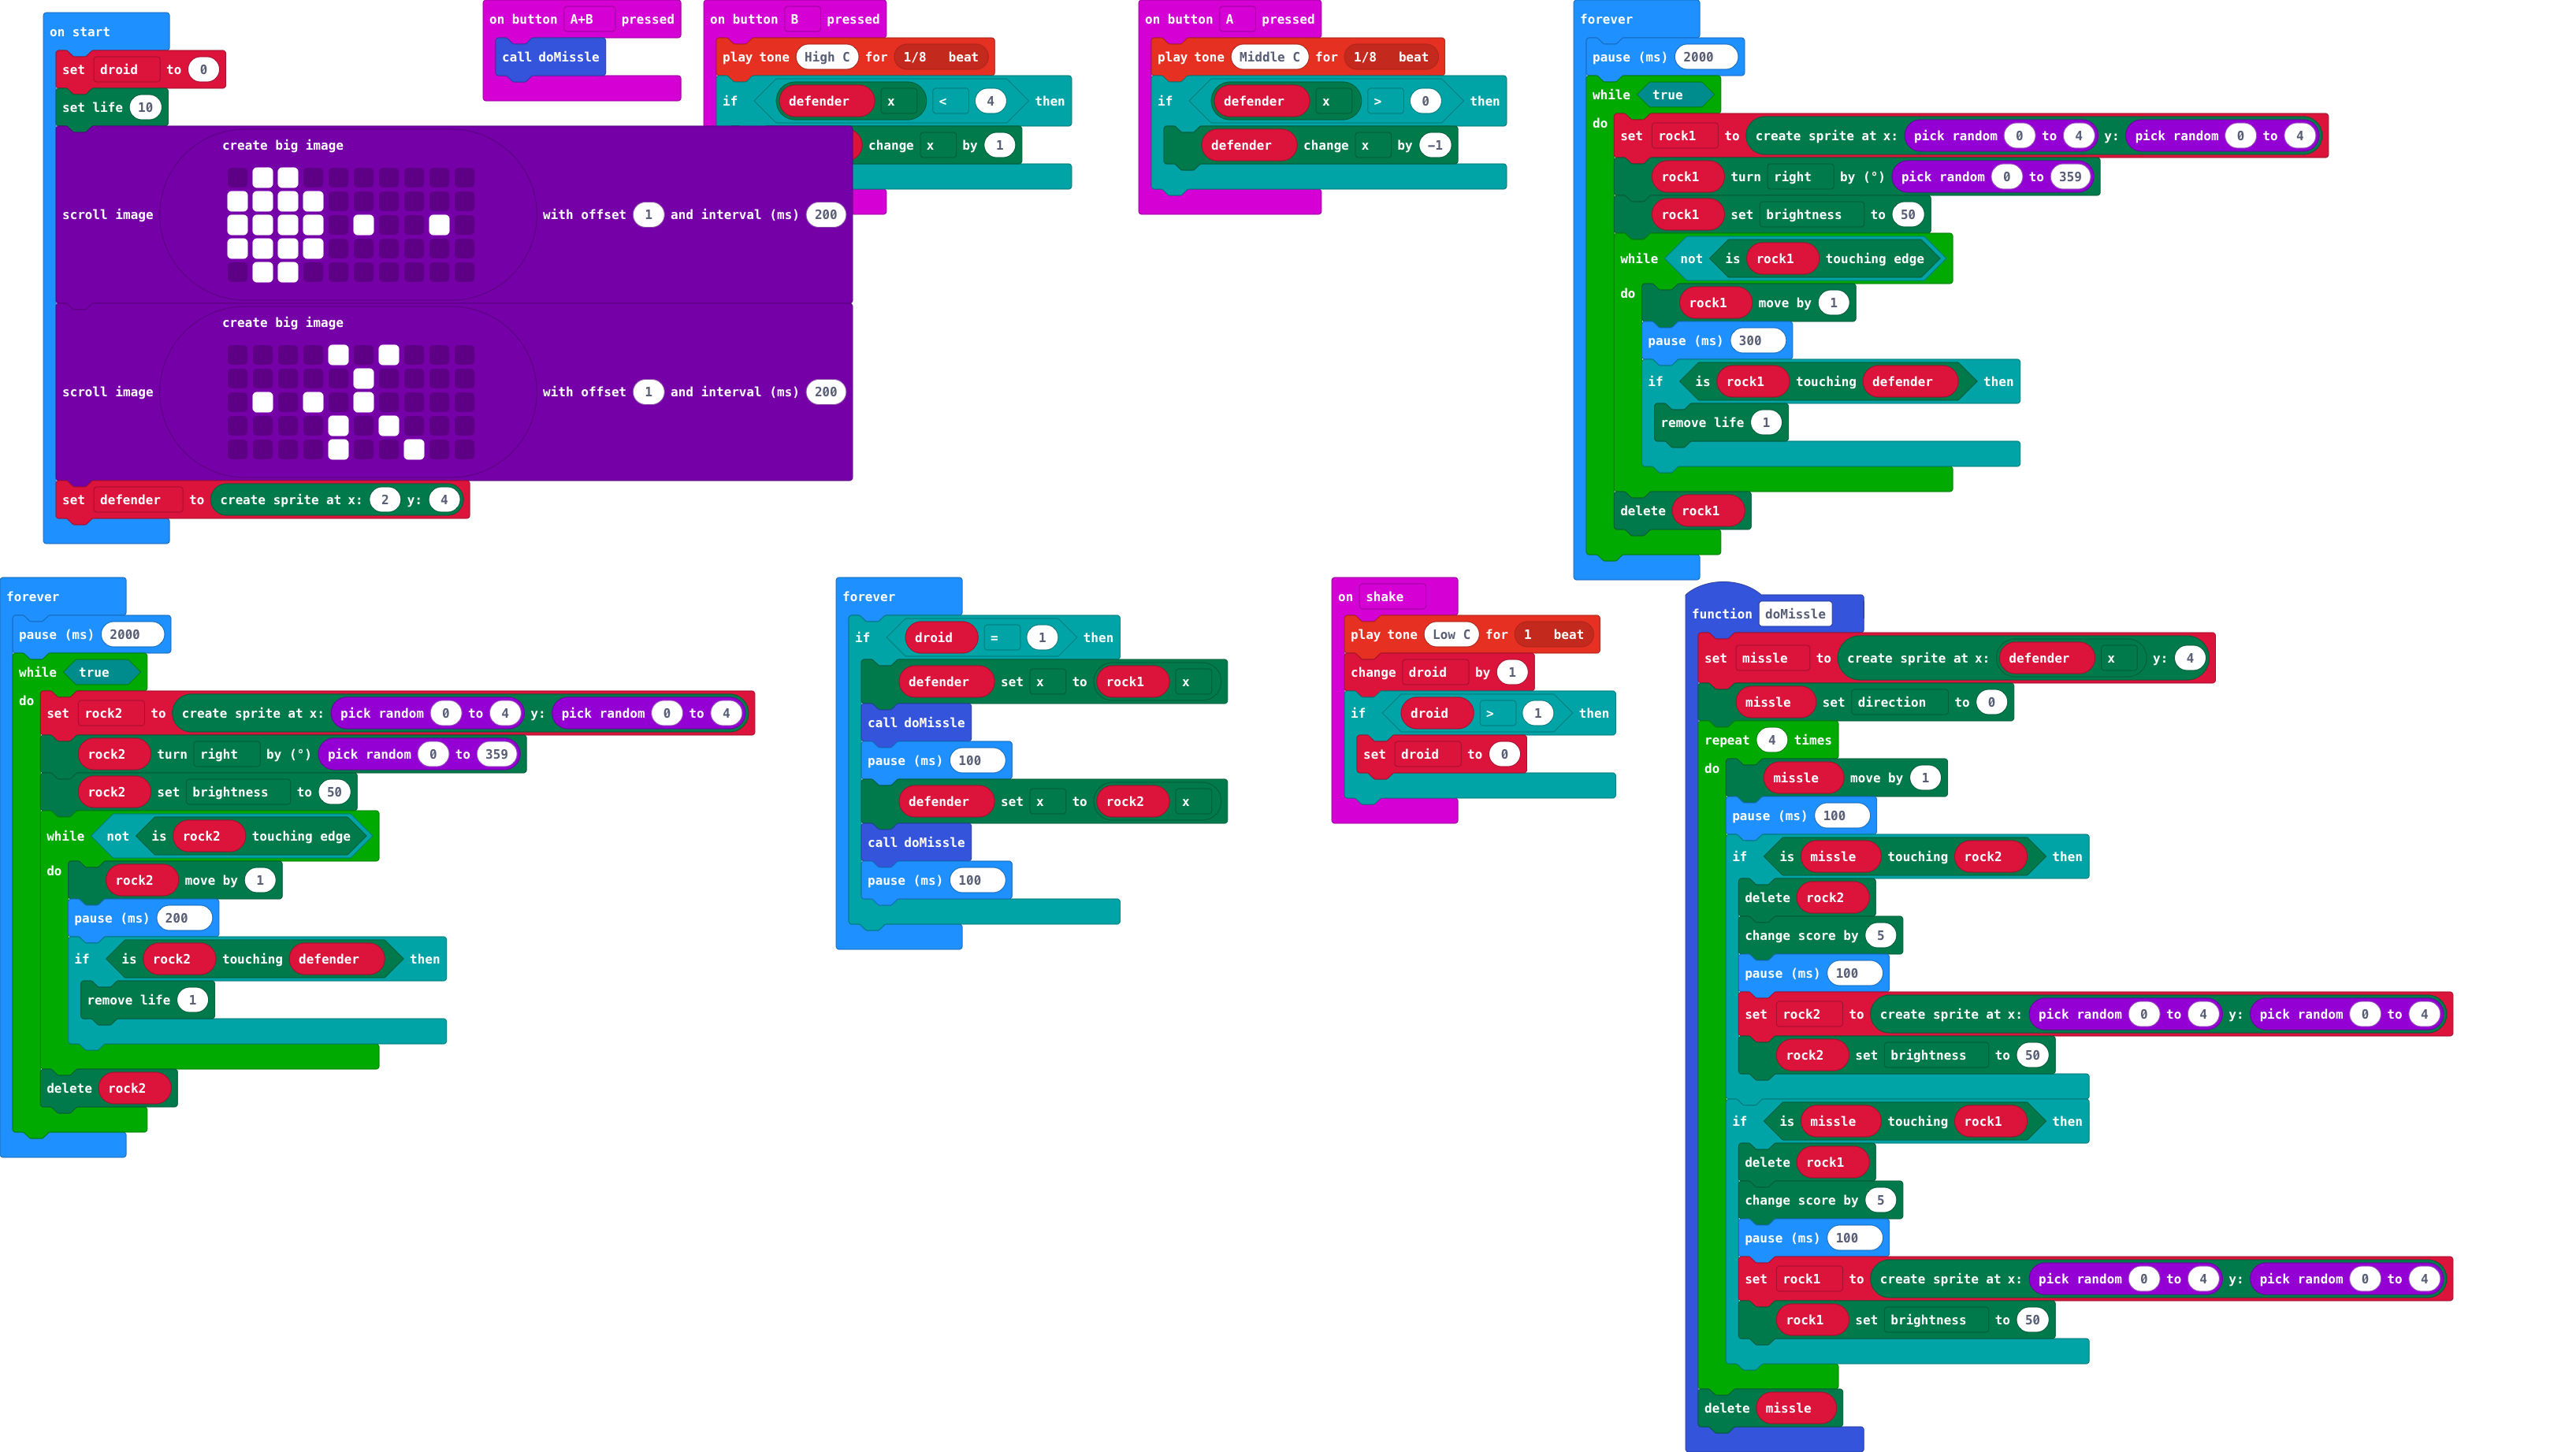 on start
set droid to 0
set life 10
create big image
scroll image with offset 1 and interval (ms) 200
create big image
scroll image with offset 1 and interval (ms) 200
set defender to create sprite at x: 2 y: 4
on button A+B pressed
call doMissle
on button B pressed
play tone High C for 1/8 beat
if defender x < 4 then
change x by 1
on button A pressed
play tone Middle C for 1/8 beat
if defender x > 0 then
defender change x by −1
forever
pause (ms) 2000
while true
do
set rock1 to create sprite at x: pick random 0 to 4 y: pick random 0 to 4
rock1 turn right by (°) pick random 0 to 359
rock1 set brightness to 50
while not is rock1 touching edge
do
rock1 move by 1
pause (ms) 300
if is rock1 touching defender then
remove life 1
delete rock1
forever
pause (ms) 2000
while true
do
set rock2 to create sprite at x: pick random 0 to 4 y: pick random 0 to 4
rock2 turn right by (°) pick random 0 to 359
rock2 set brightness to 50
while not is rock2 touching edge
do
rock2 move by 1
pause (ms) 200
if is rock2 touching defender then
remove life 1
delete rock2
forever
if droid = 1 then
defender set x to rock1 x
call doMissle
pause (ms) 100
defender set x to rock2 x
call doMissle
pause (ms) 100
on shake
play tone Low C for 1 beat
change droid by 1
if droid > 1 then
set droid to 0
function doMissle
set missle to create sprite at x: defender x y: 4
missle set direction to 0
repeat 4 times
do
missle move by 1
pause (ms) 100
if is missle touching rock2 then
delete rock2
change score by 5
pause (ms) 100
set rock2 to create sprite at x: pick random 0 to 4 y: pick random 0 to 4
rock2 set brightness to 50
if is missle touching rock1 then
delete rock1
change score by 5
pause (ms) 100
set rock1 to create sprite at x: pick random 0 to 4 y: pick random 0 to 4
rock1 set brightness to 50
delete missle